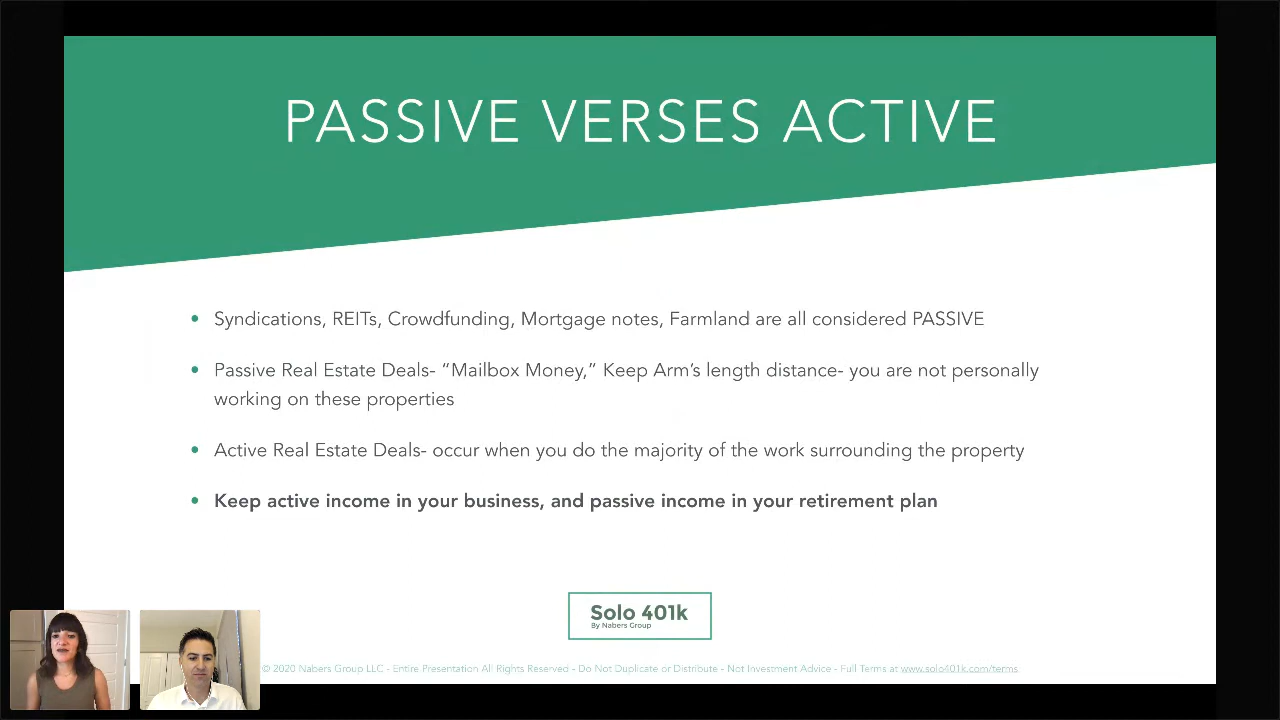 PASSIVE VERSES ACTIVE
• Syndications, REITs, Crowdfunding, Mortgage notes, Farmland are all considered PASSIVE
• Passive Real Estate Deals- “Mailbox Money,” Keep Arm’s length distance- you are not personally
working on these properties
• Active Real Estate Deals- occur when you do the majority of the work surrounding the property
• Keep active income in your business, and passive income in your retirement plan
Solo 401k
By Nabers Group
© 2020 Nabers Group LLC - Entire Presentation All Rights Reserved - Do Not Duplicate or Distribute - Not Investment Advice - Full Terms at www.solo401k.com/terms